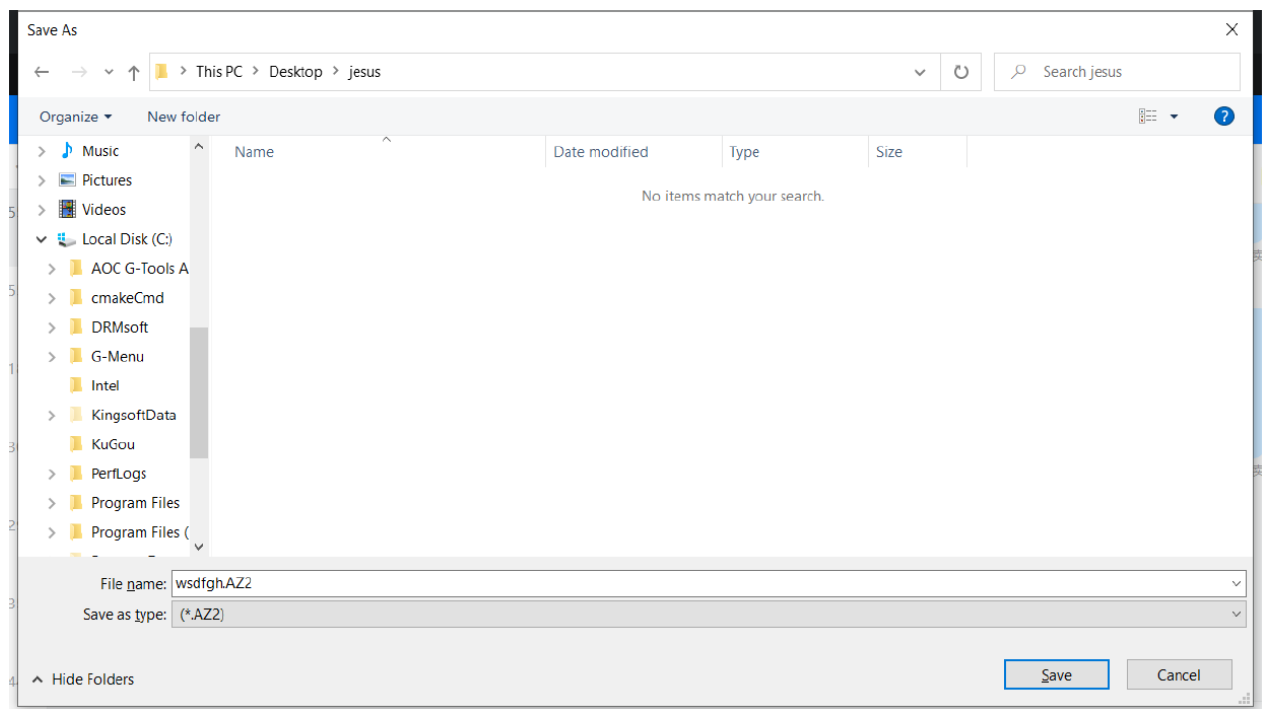 Save As
This PC > Desktop > jesus
Search jesus
Organize
New folder
Name
Date modified
Type
Size
No items match your search.
Music
Pictures
Videos
Local Disk (C:)
AOC G-Tools A
cmakeCmd
DRMsoft
G-Menu
Intel
KingsoftData
KuGou
PerfLogs
Program Files
Program Files (
File name: wsdfgh.AZ2
Save as type: (*.AZ2)
Hide Folders
Save
Cancel